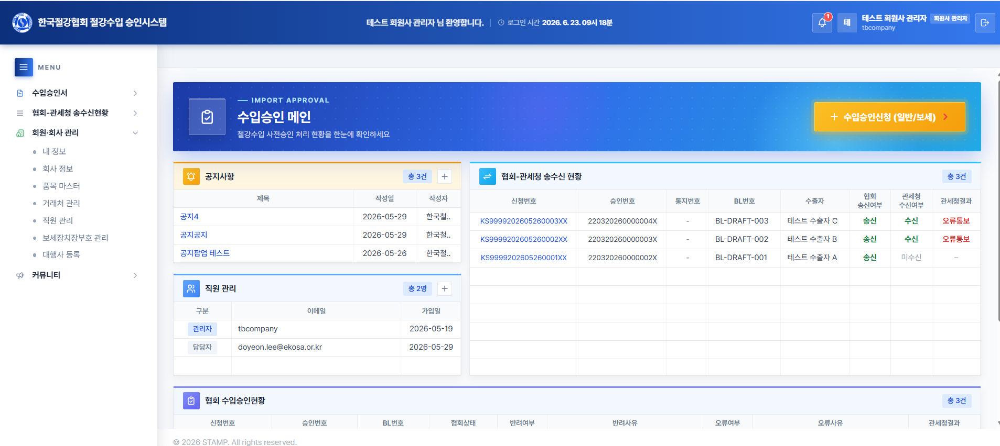 한국철강협회 철강수입 승인시스템
테스트 회원사 관리자 님 환영합니다.
로그인 시간 2026. 6. 23. 09시 18분
1
테
테스트 회원사 관리자 회원사 관리자
tbcompany
MENU
수입승인서
협회-관세청 송수신현황
회원·회사 관리
내 정보
회사 정보
품목 마스터
거래처 관리
직원 관리
보세장치장부호 관리
대행사 등록
커뮤니티
IMPORT APPROVAL
수입승인 메인
철강수입 사전승인 처리 현황을 한눈에 확인하세요
+ 수입승인신청 (일반/보세)
공지사항 총 3건 +
제목 작성일 작성자
공지4 2026-05-29 한국철..
공지공지 2026-05-29 한국철..
공지팝업 테스트 2026-05-26 한국철..
직원 관리 총 2명 +
구분 이메일 가입일
관리자 tbcompany 2026-05-19
담당자 doyeon.lee@ekosa.or.kr 2026-05-29
협회-관세청 송수신 현황 총 3건
신청번호 승인번호 통지번호 BL번호 수출자 협회 송신여부 관세청 수신여부 관세청결과
KS9999202605260003XX 220320260000004X - BL-DRAFT-003 테스트 수출자 C 송신 수신 오류통보
KS9999202605260002XX 220320260000003X - BL-DRAFT-002 테스트 수출자 B 송신 수신 오류통보
KS9999202605260001XX 220320260000002X - BL-DRAFT-001 테스트 수출자 A 송신 미수신 –
협회 수입승인현황 총 3건
신청번호 승인번호 BL번호 협회상태 반려여부 반려사유 오류여부 오류사유 관세청결과
© 2026 STAMP. All rights reserved.